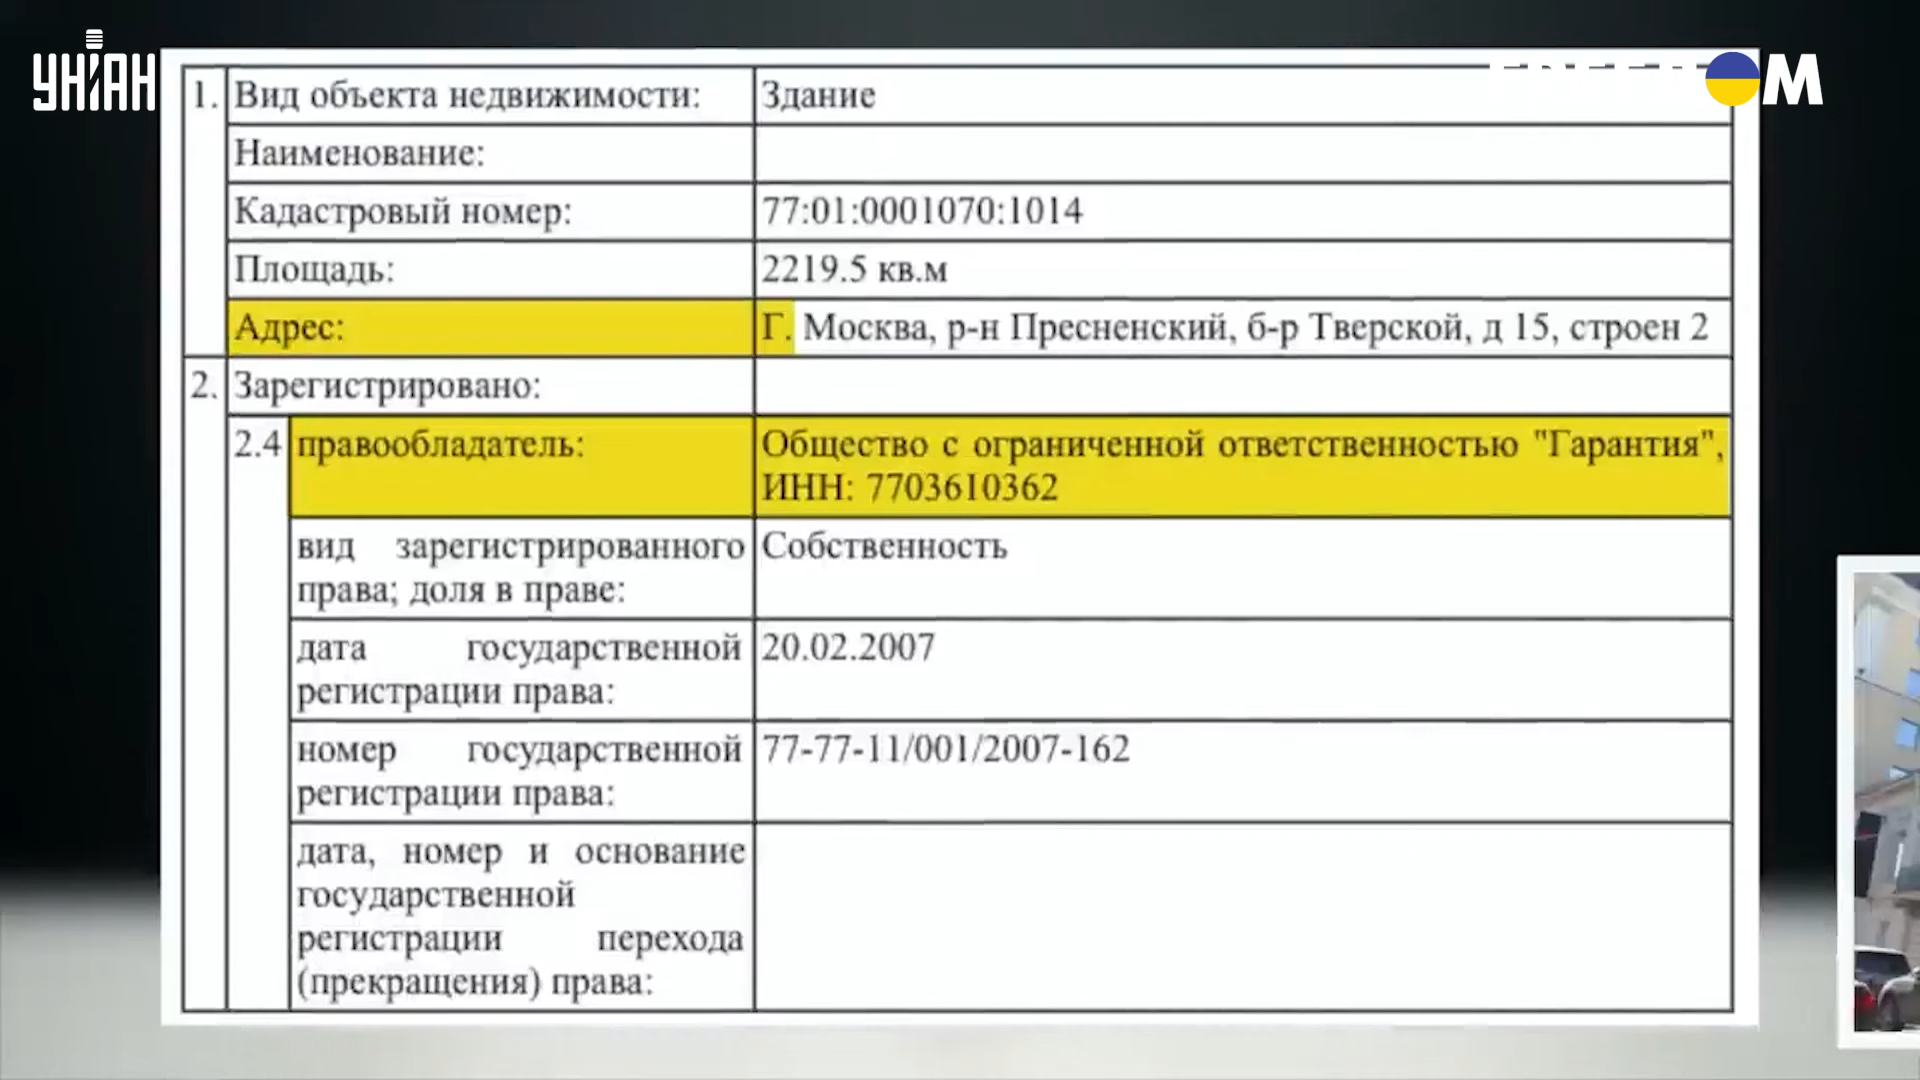 УНІАН
M
1. Вид объекта недвижимости: Здание
Наименование:
Кадастровый номер: 77:01:0001070:1014
Площадь: 2219.5 кв.м
Адрес: Г. Москва, р-н Пресненский, б-р Тверской, д 15, строен 2
2. Зарегистрировано:
2.4 правообладатель: Общество с ограниченной ответственностью "Гарантия",
ИНН: 7703610362
вид зарегистрированного Собственность
права; доля в праве:
дата государственной 20.02.2007
регистрации права:
номер государственной 77-77-11/001/2007-162
регистрации права:
дата, номер и основание
государственной
регистрации перехода
(прекращения) права: